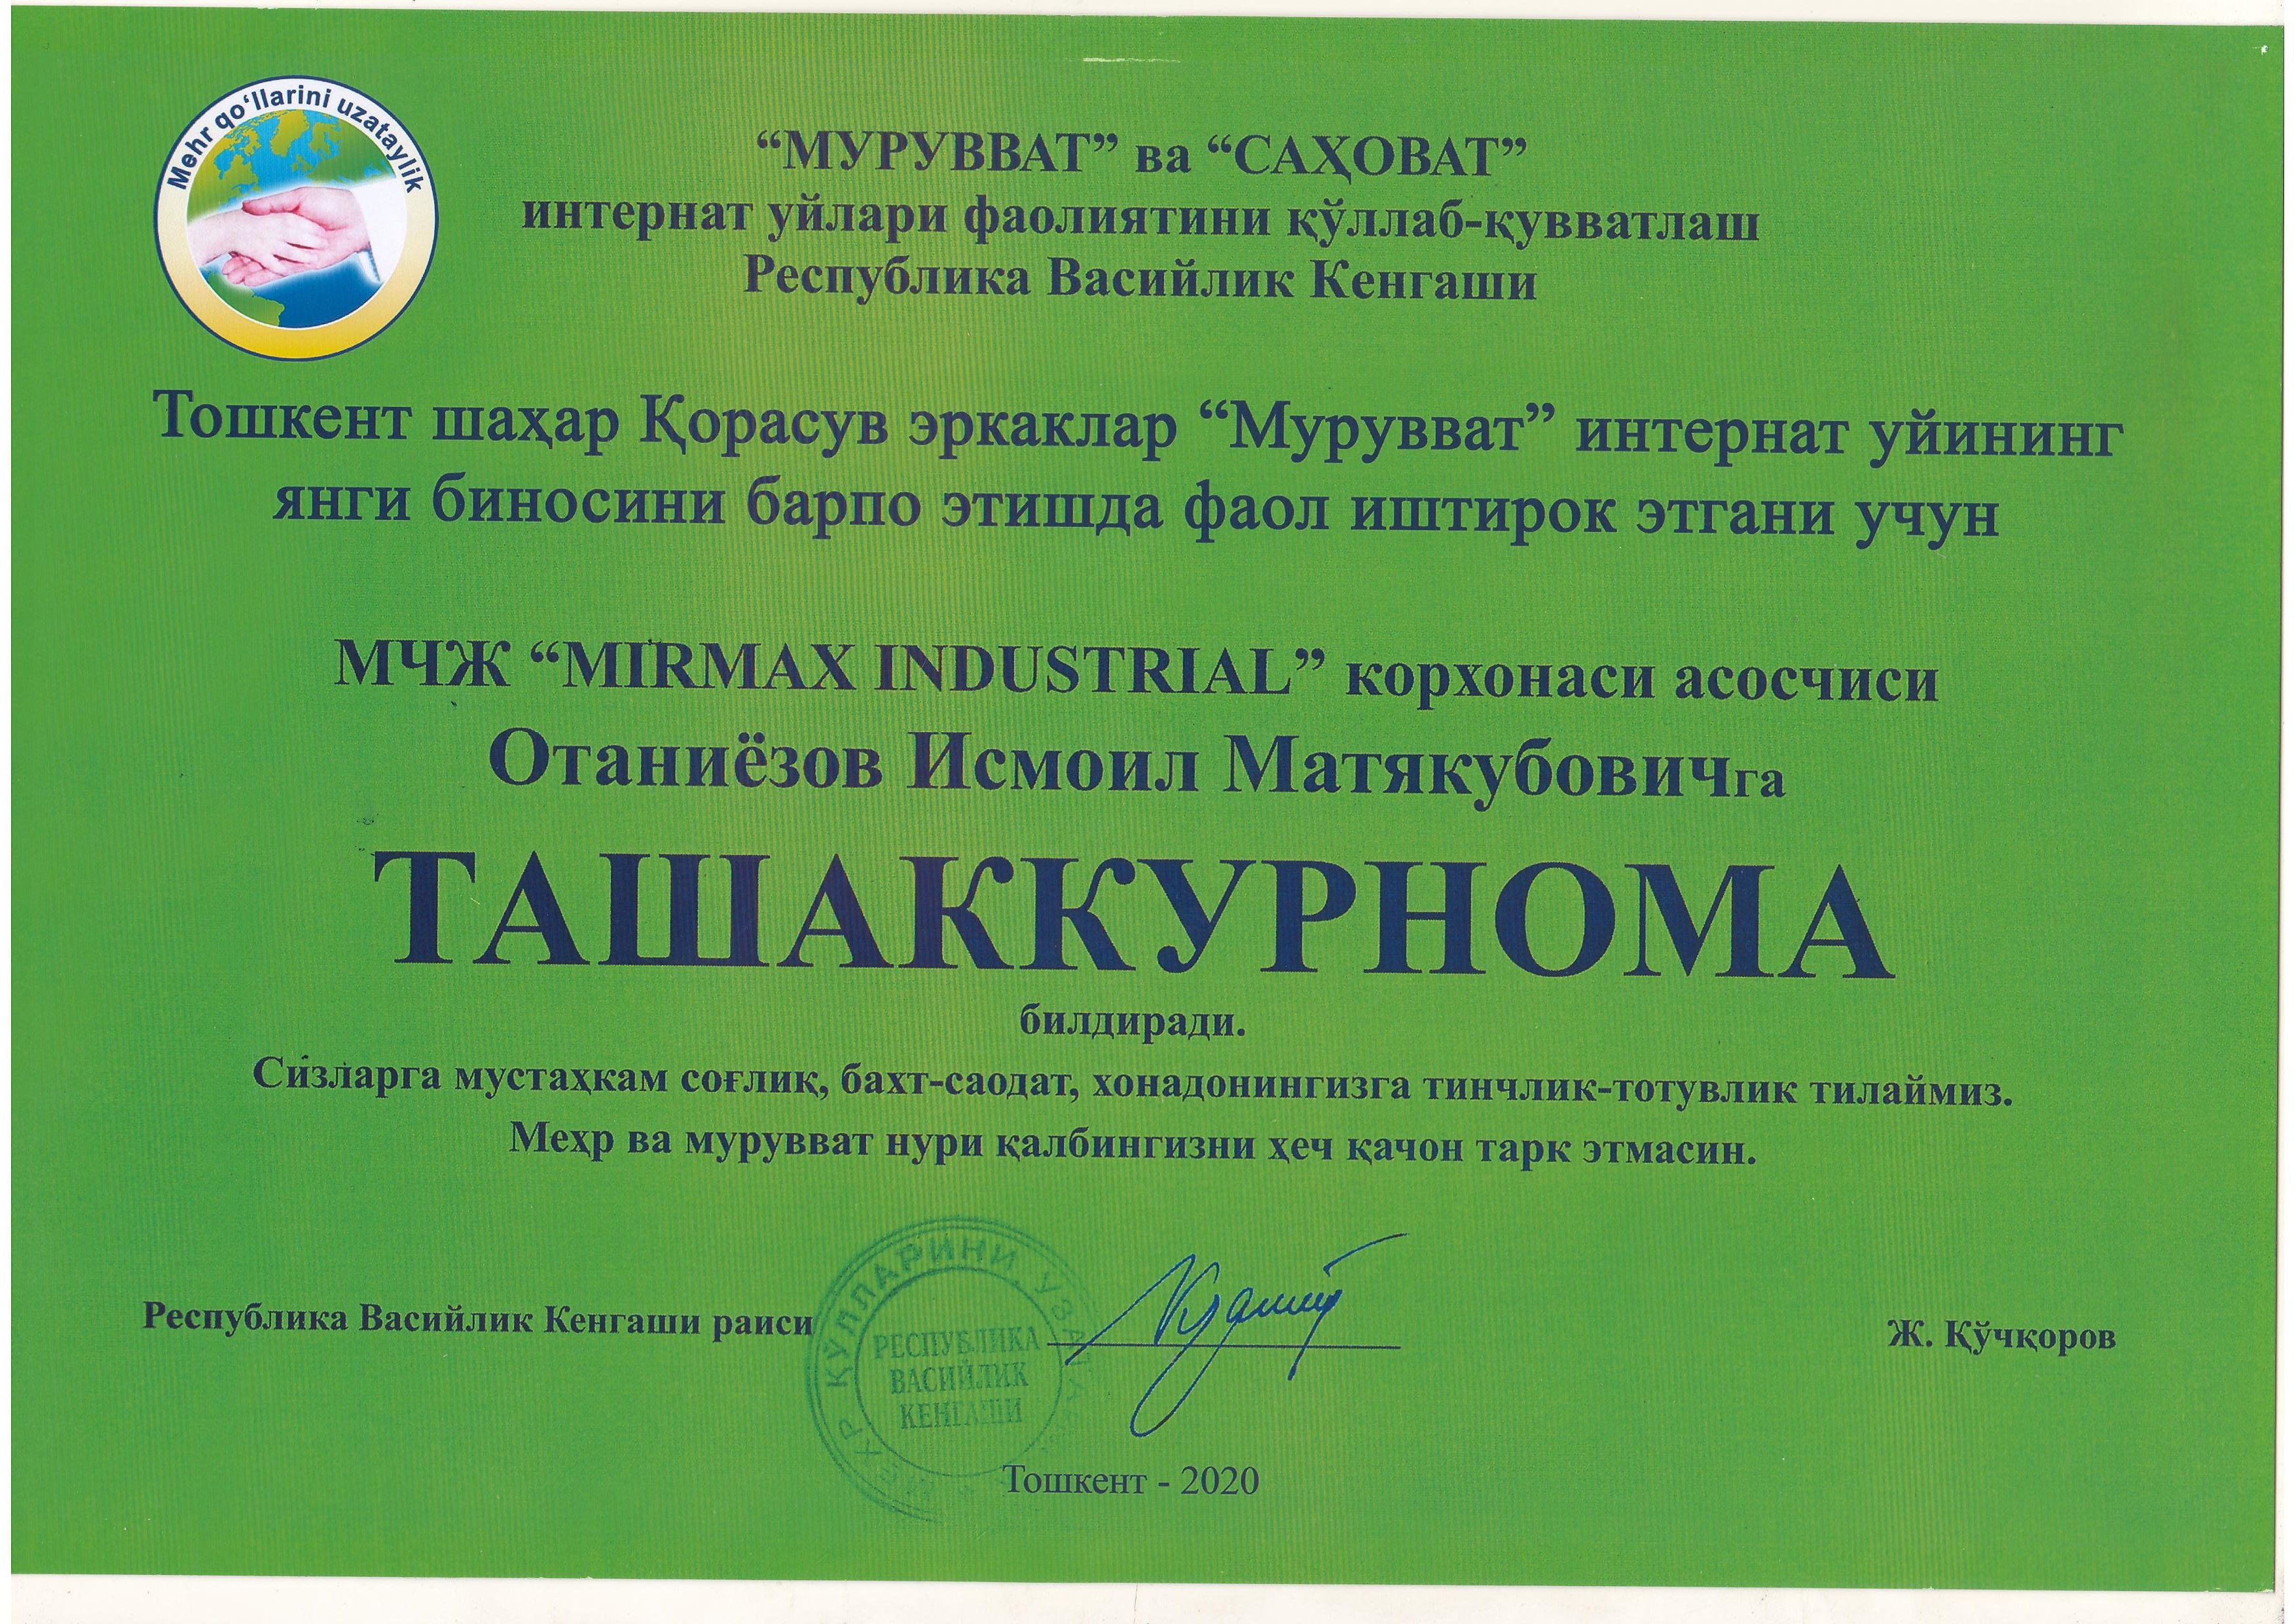 Mehr qo‘llarini uzataylik
“МУРУВВАТ” ва “САҲОВАТ”
интернат уйлари фаолиятини қўллаб-қувватлаш
Республика Васийлик Кенгаши
Тошкент шаҳар Қорасув эркаклар “Мурувват” интернат уйининг
янги биносини барпо этишда фаол иштирок этгани учун
МЧЖ “MIRMAX INDUSTRIAL” корхонаси асосчиси
Отаниёзов Исмоил Матякубовичга
ТАШАККУРНОМА
билдиради.
Сизларга мустаҳкам соғлиқ, бахт-саодат, хонадонингизга тинчлик-тотувлик тилаймиз.
Меҳр ва мурувват нури қалбингизни ҳеч қачон тарк этмасин.
Республика Васийлик Кенгаши раиси
Ж. Қўчқоров
МЕҲР ҚЎЛЛАРИНИ
РЕСПУБЛИКА
ВАСИЙЛИК
КЕНГАШИ
Тошкент - 2020